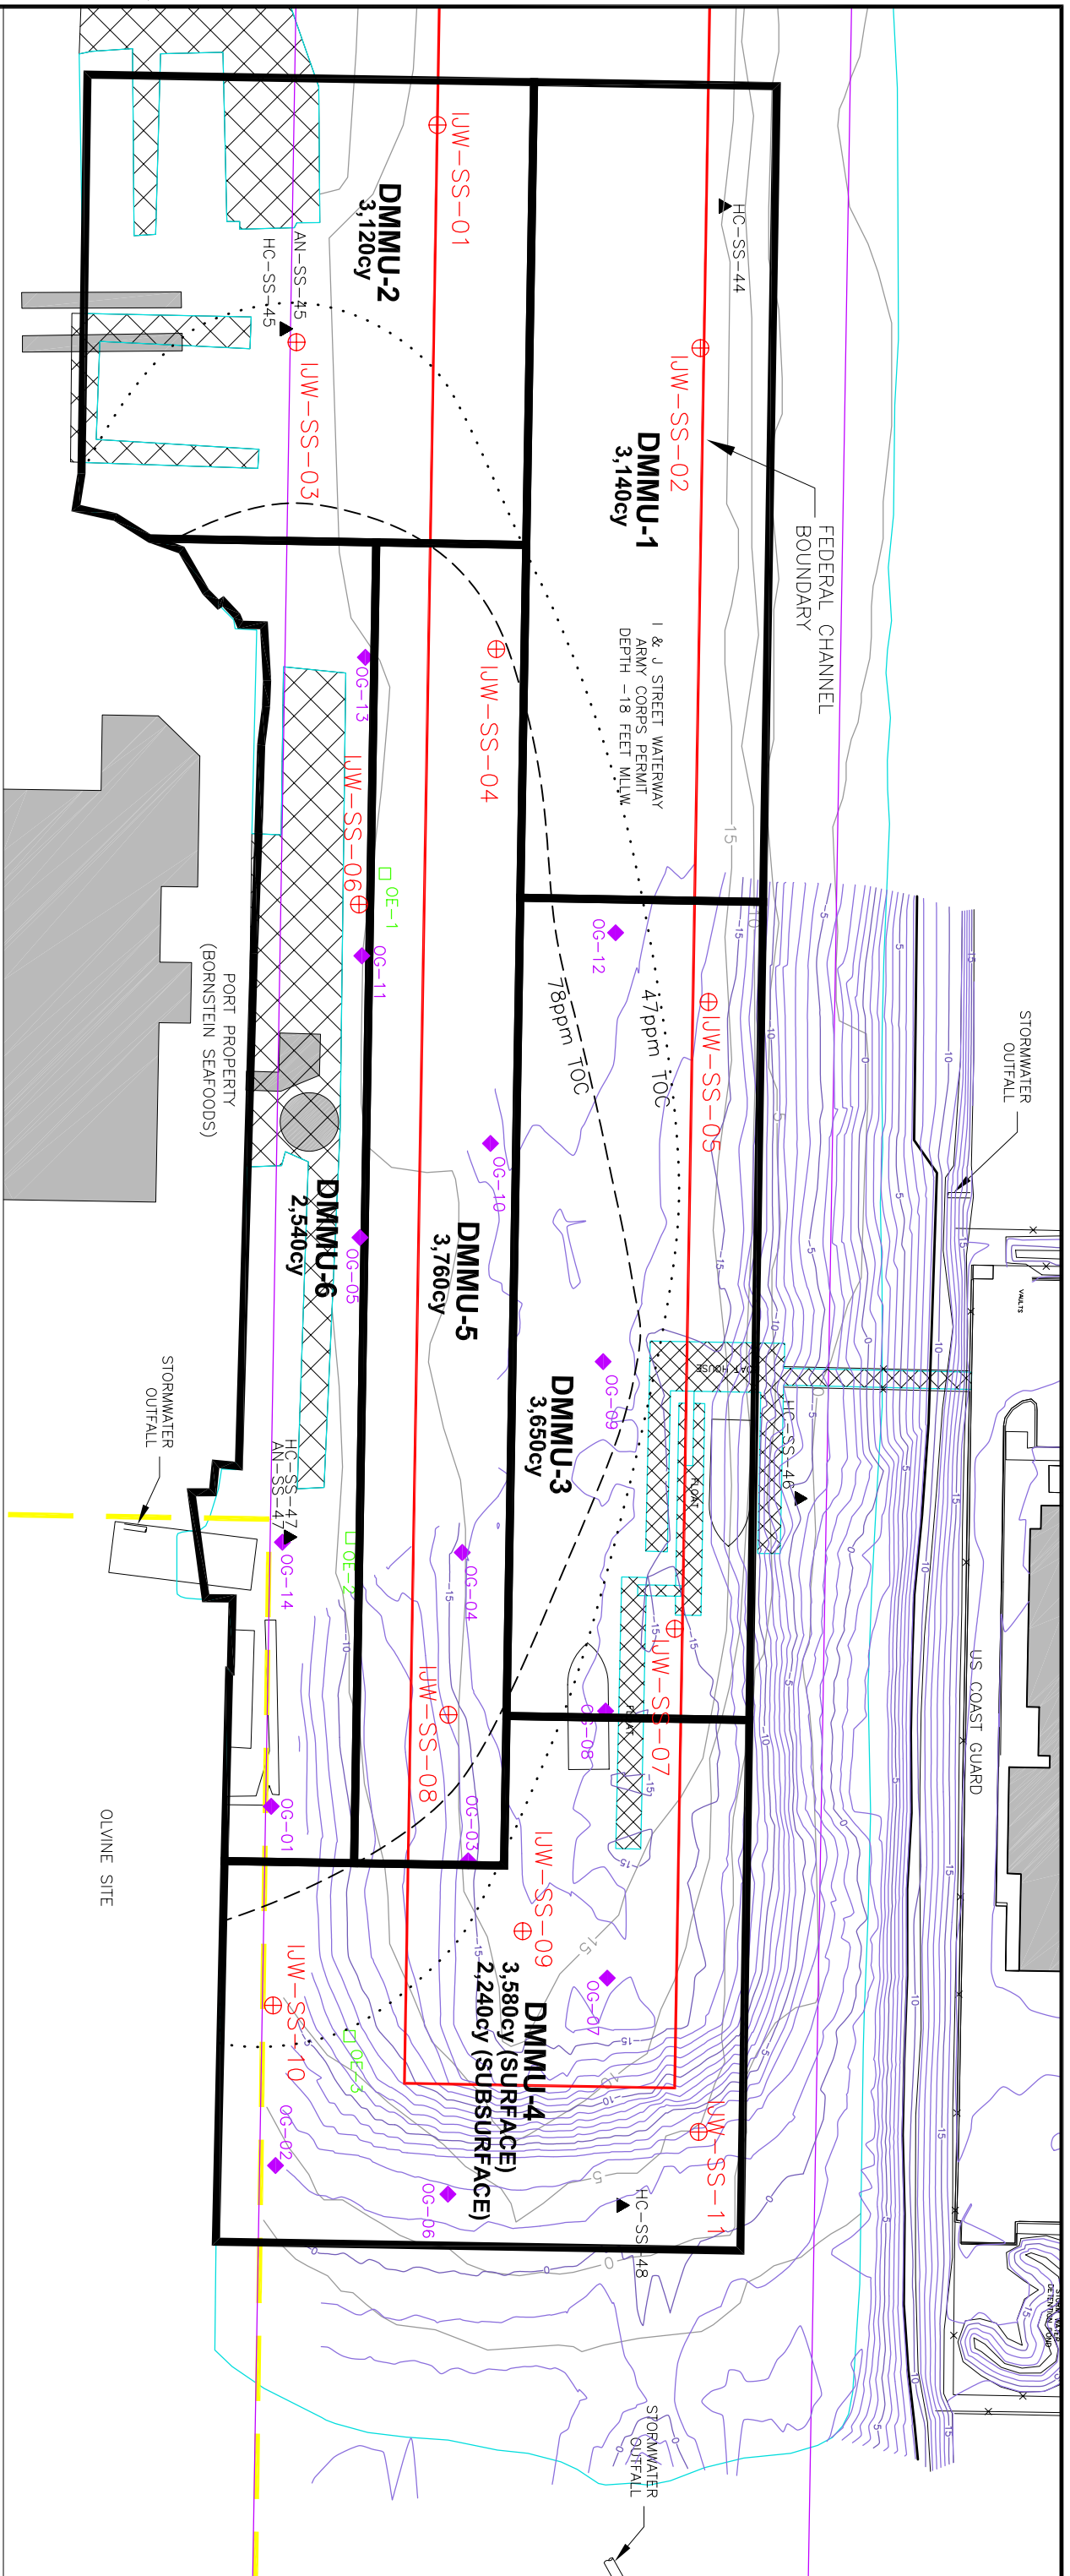 IJW-SS-01
DMMU-2
3,120cy
AN-SS-45
HC-SS-45
IJW-SS-03
HC-SS-44
IJW-SS-02
DMMU-1
3,140cy
FEDERAL CHANNEL
BOUNDARY
I & J STREET WATERWAY
ARMY CORPS PERMIT
DEPTH -18 FEET MLLW
OG-13
IJW-SS-04
IJW-SS-06
OE-1
OG-11
OG-12
78ppm TOC
47ppm TOC
IJW-SS-05
PORT PROPERTY
(BORNSTEIN SEAFOODS)
STORMWATER
OUTFALL
VAULTS
OG-10
DMMU-6
2,540cy
OG-05
DMMU-5
3,760cy
OG-09
DMMU-3
3,650cy
FLOAT
HC-SS-46
STORMWATER
OUTFALL
HC-SS-47
AN-SS-47
OG-14
OE-2
OG-04
IJW-SS-08
IJW-SS-07
OG-08
US COAST GUARD
OG-01
OG-03
IJW-SS-09
OLVINE SITE
IJW-SS-10
OE-3
OG-02
OG-07
DMMU-4
3,580cy (SURFACE)
2,240cy (SUBSURFACE)
IJW-SS-11
OG-06
HC-SS-48
STORM WATER
DETENTION POND
STORMWATER
OUTFALL